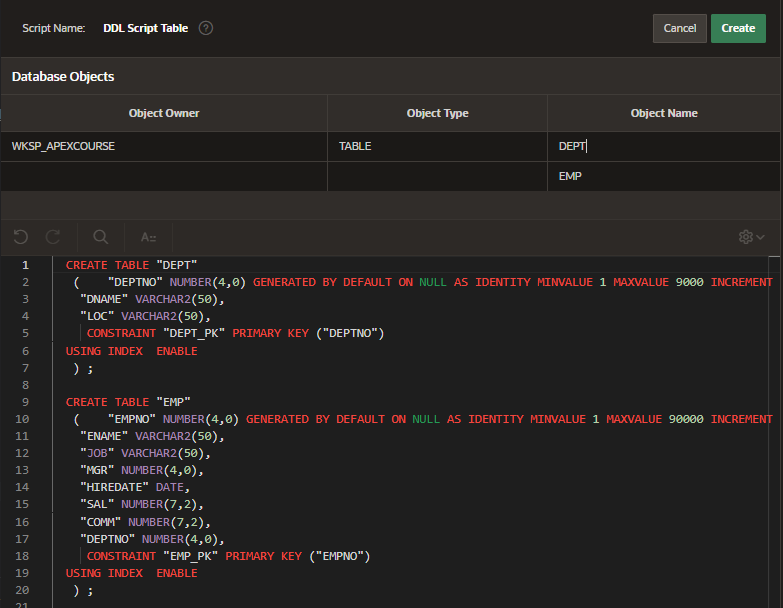 Script Name: DDL Script Table ? Cancel Create
Database Objects
Object Owner Object Type Object Name
WKSP_APEXCOURSE TABLE DEPT
EMP
A
1 CREATE TABLE "DEPT"
2 ( "DEPTNO" NUMBER(4,0) GENERATED BY DEFAULT ON NULL AS IDENTITY MINVALUE 1 MAXVALUE 9000 INCREMENT
3 "DNAME" VARCHAR2(50),
4 "LOC" VARCHAR2(50),
5 CONSTRAINT "DEPT_PK" PRIMARY KEY ("DEPTNO")
6 USING INDEX ENABLE
7 ) ;
8
9 CREATE TABLE "EMP"
10 ( "EMPNO" NUMBER(4,0) GENERATED BY DEFAULT ON NULL AS IDENTITY MINVALUE 1 MAXVALUE 90000 INCREMENT
11 "ENAME" VARCHAR2(50),
12 "JOB" VARCHAR2(50),
13 "MGR" NUMBER(4,0),
14 "HIREDATE" DATE,
15 "SAL" NUMBER(7,2),
16 "COMM" NUMBER(7,2),
17 "DEPTNO" NUMBER(4,0),
18 CONSTRAINT "EMP_PK" PRIMARY KEY ("EMPNO")
19 USING INDEX ENABLE
20 ) ;
21